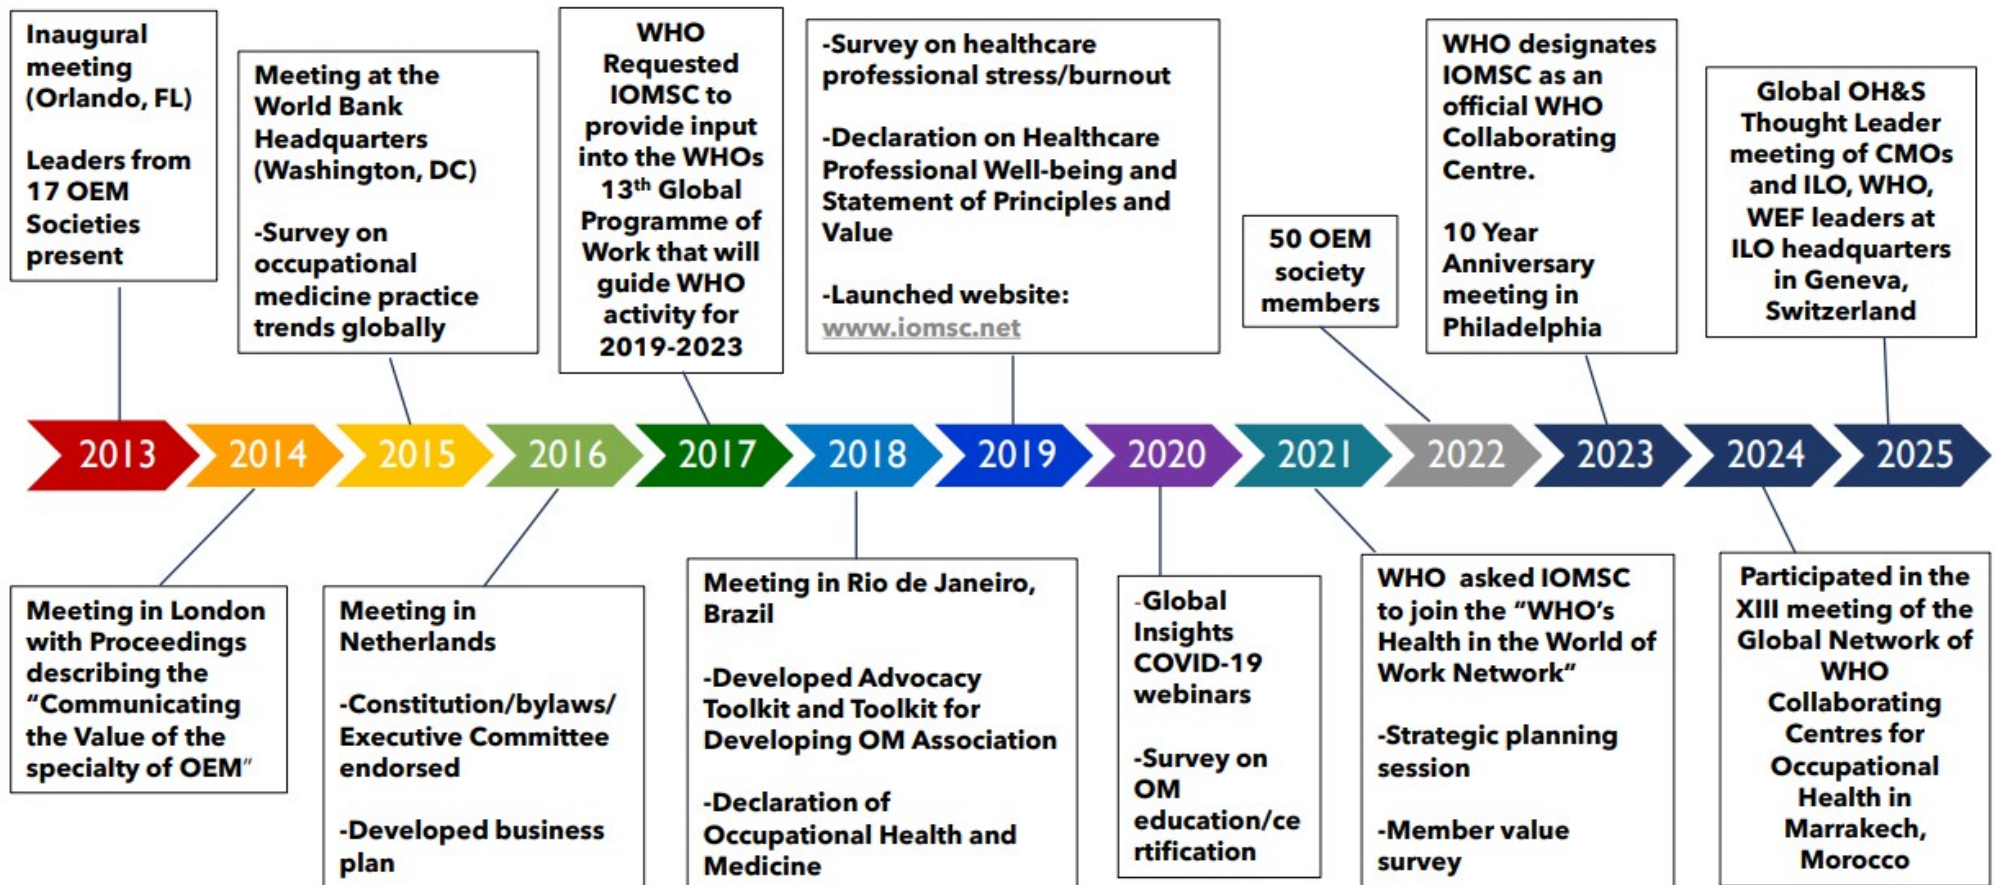 Inaugural
meeting
(Orlando, FL)
Leaders from
17 OEM
Societies
present
Meeting at the
World Bank
Headquarters
(Washington, DC)
-Survey on
occupational
medicine practice
trends globally
WHO
Requested
IOMSC to
provide input
into the WHOs
13th Global
Programme of
Work that will
guide WHO
activity for
2019-2023
-Survey on healthcare
professional stress/burnout
-Declaration on Healthcare
Professional Well-being and
Statement of Principles and
Value
-Launched website:
www.iomsc.net
50 OEM
society
members
WHO designates
IOMSC as an
official WHO
Collaborating
Centre.
10 Year
Anniversary
meeting in
Philadelphia
Global OH&S
Thought Leader
meeting of CMOs
and ILO, WHO,
WEF leaders at
ILO headquarters
in Geneva,
Switzerland
2013 2014 2015 2016 2017 2018 2019 2020 2021 2022 2023 2024 2025
Meeting in London
with Proceedings
describing the
“Communicating
the Value of the
specialty of OEM”
Meeting in
Netherlands
-Constitution/bylaws/
Executive Committee
endorsed
-Developed business
plan
Meeting in Rio de Janeiro,
Brazil
-Developed Advocacy
Toolkit and Toolkit for
Developing OM Association
-Declaration of
Occupational Health and
Medicine
-Global
Insights
COVID-19
webinars
-Survey on
OM
education/ce
rtification
WHO asked IOMSC
to join the “WHO’s
Health in the World of
Work Network”
-Strategic planning
session
-Member value
survey
Participated in the
XIII meeting of the
Global Network of
WHO
Collaborating
Centres for
Occupational
Health in
Marrakech,
Morocco